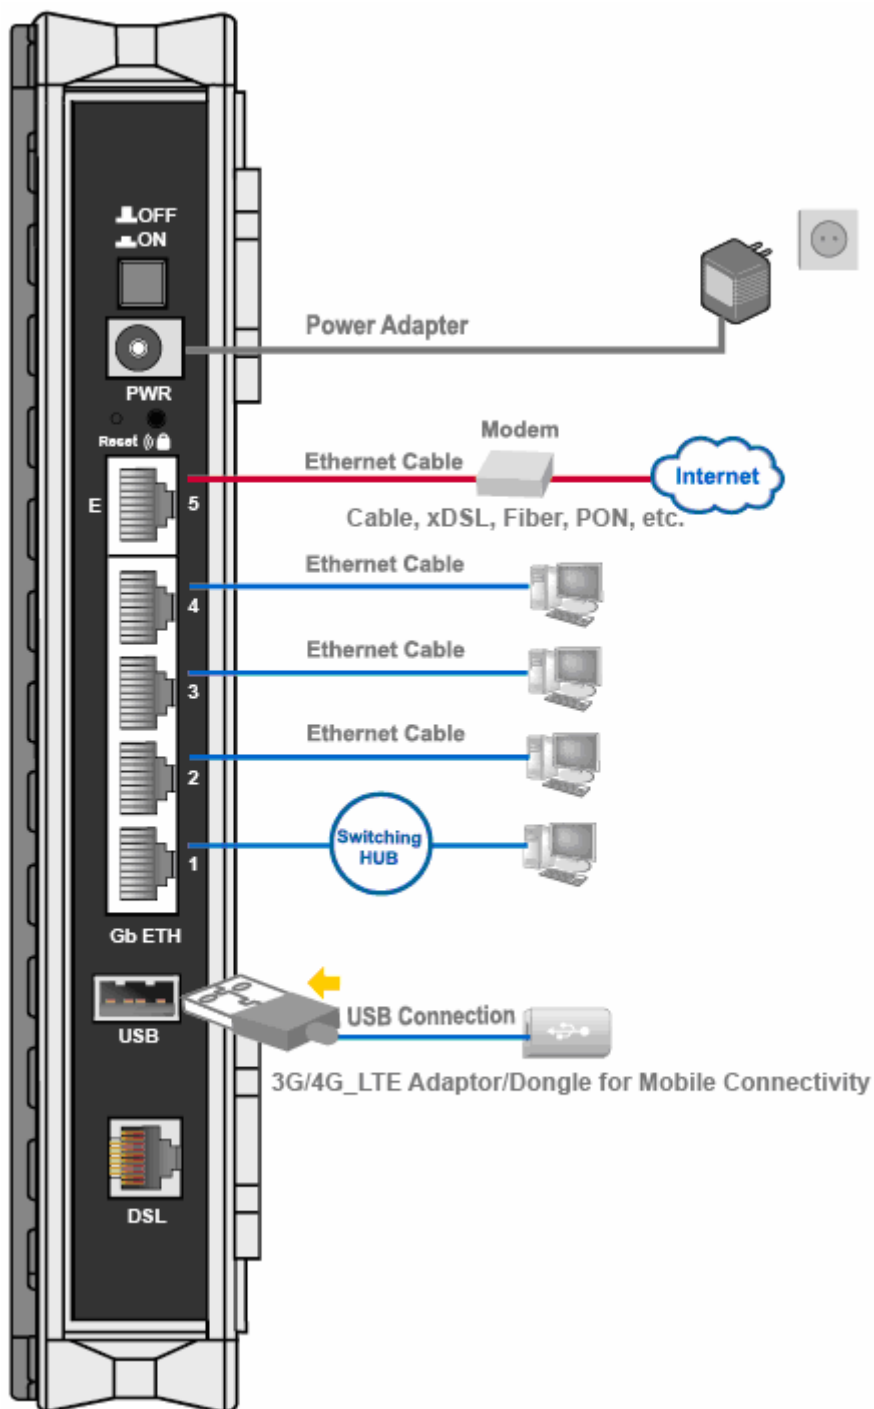 OFF
ON
Power Adapter
PWR
Reset
Modem
Ethernet Cable
Internet
E
5
Cable, xDSL, Fiber, PON, etc.
Ethernet Cable
4
Ethernet Cable
3
Ethernet Cable
2
Switching
HUB
1
Gb ETH
USB Connection
USB
3G/4G_LTE Adaptor/Dongle for Mobile Connectivity
DSL